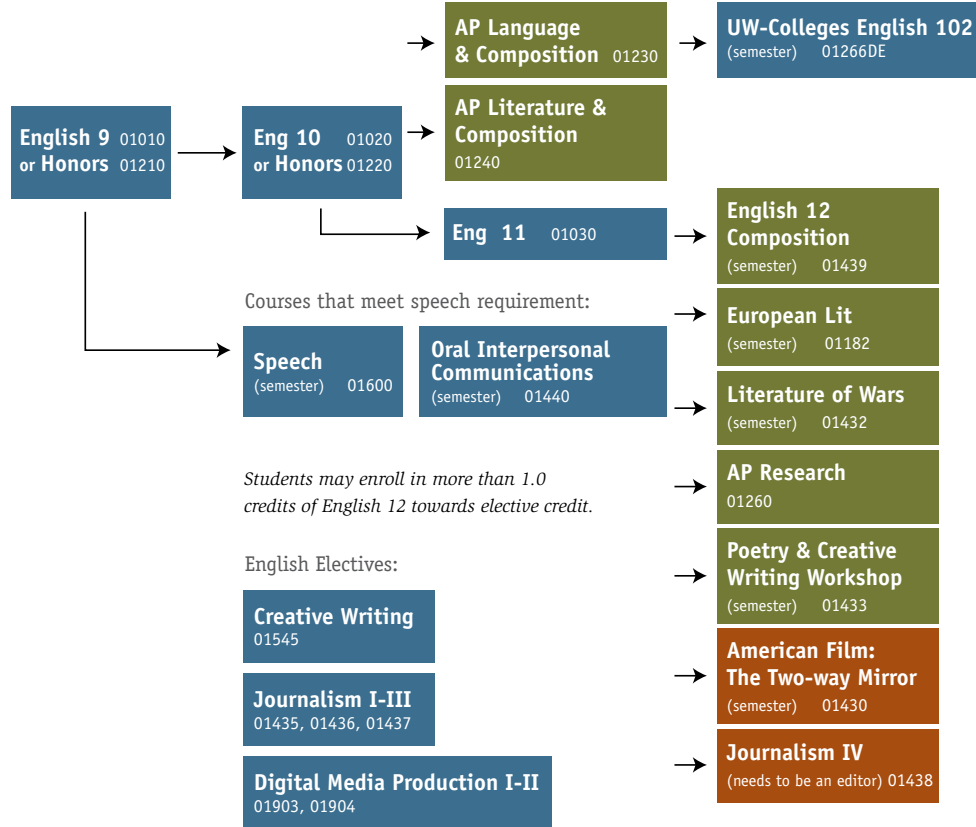 AP Language
& Composition 01230
UW-Colleges English 102
(semester) 01266DE
AP Literature &
Composition
01240
English 9 01010
or Honors 01210
Eng 10 01020
or Honors 01220
Eng 11 01030
English 12
Composition
(semester) 01439
Courses that meet speech requirement:
Speech
(semester) 01600
Oral Interpersonal
Communications
(semester) 01440
European Lit
(semester) 01182
Literature of Wars
(semester) 01432
Students may enroll in more than 1.0
credits of English 12 towards elective credit.
AP Research
01260
English Electives:
Poetry & Creative
Writing Workshop
(semester) 01433
Creative Writing
01545
American Film:
The Two-way Mirror
(semester) 01430
Journalism I-III
01435, 01436, 01437
Journalism IV
(needs to be an editor) 01438
Digital Media Production I-II
01903, 01904